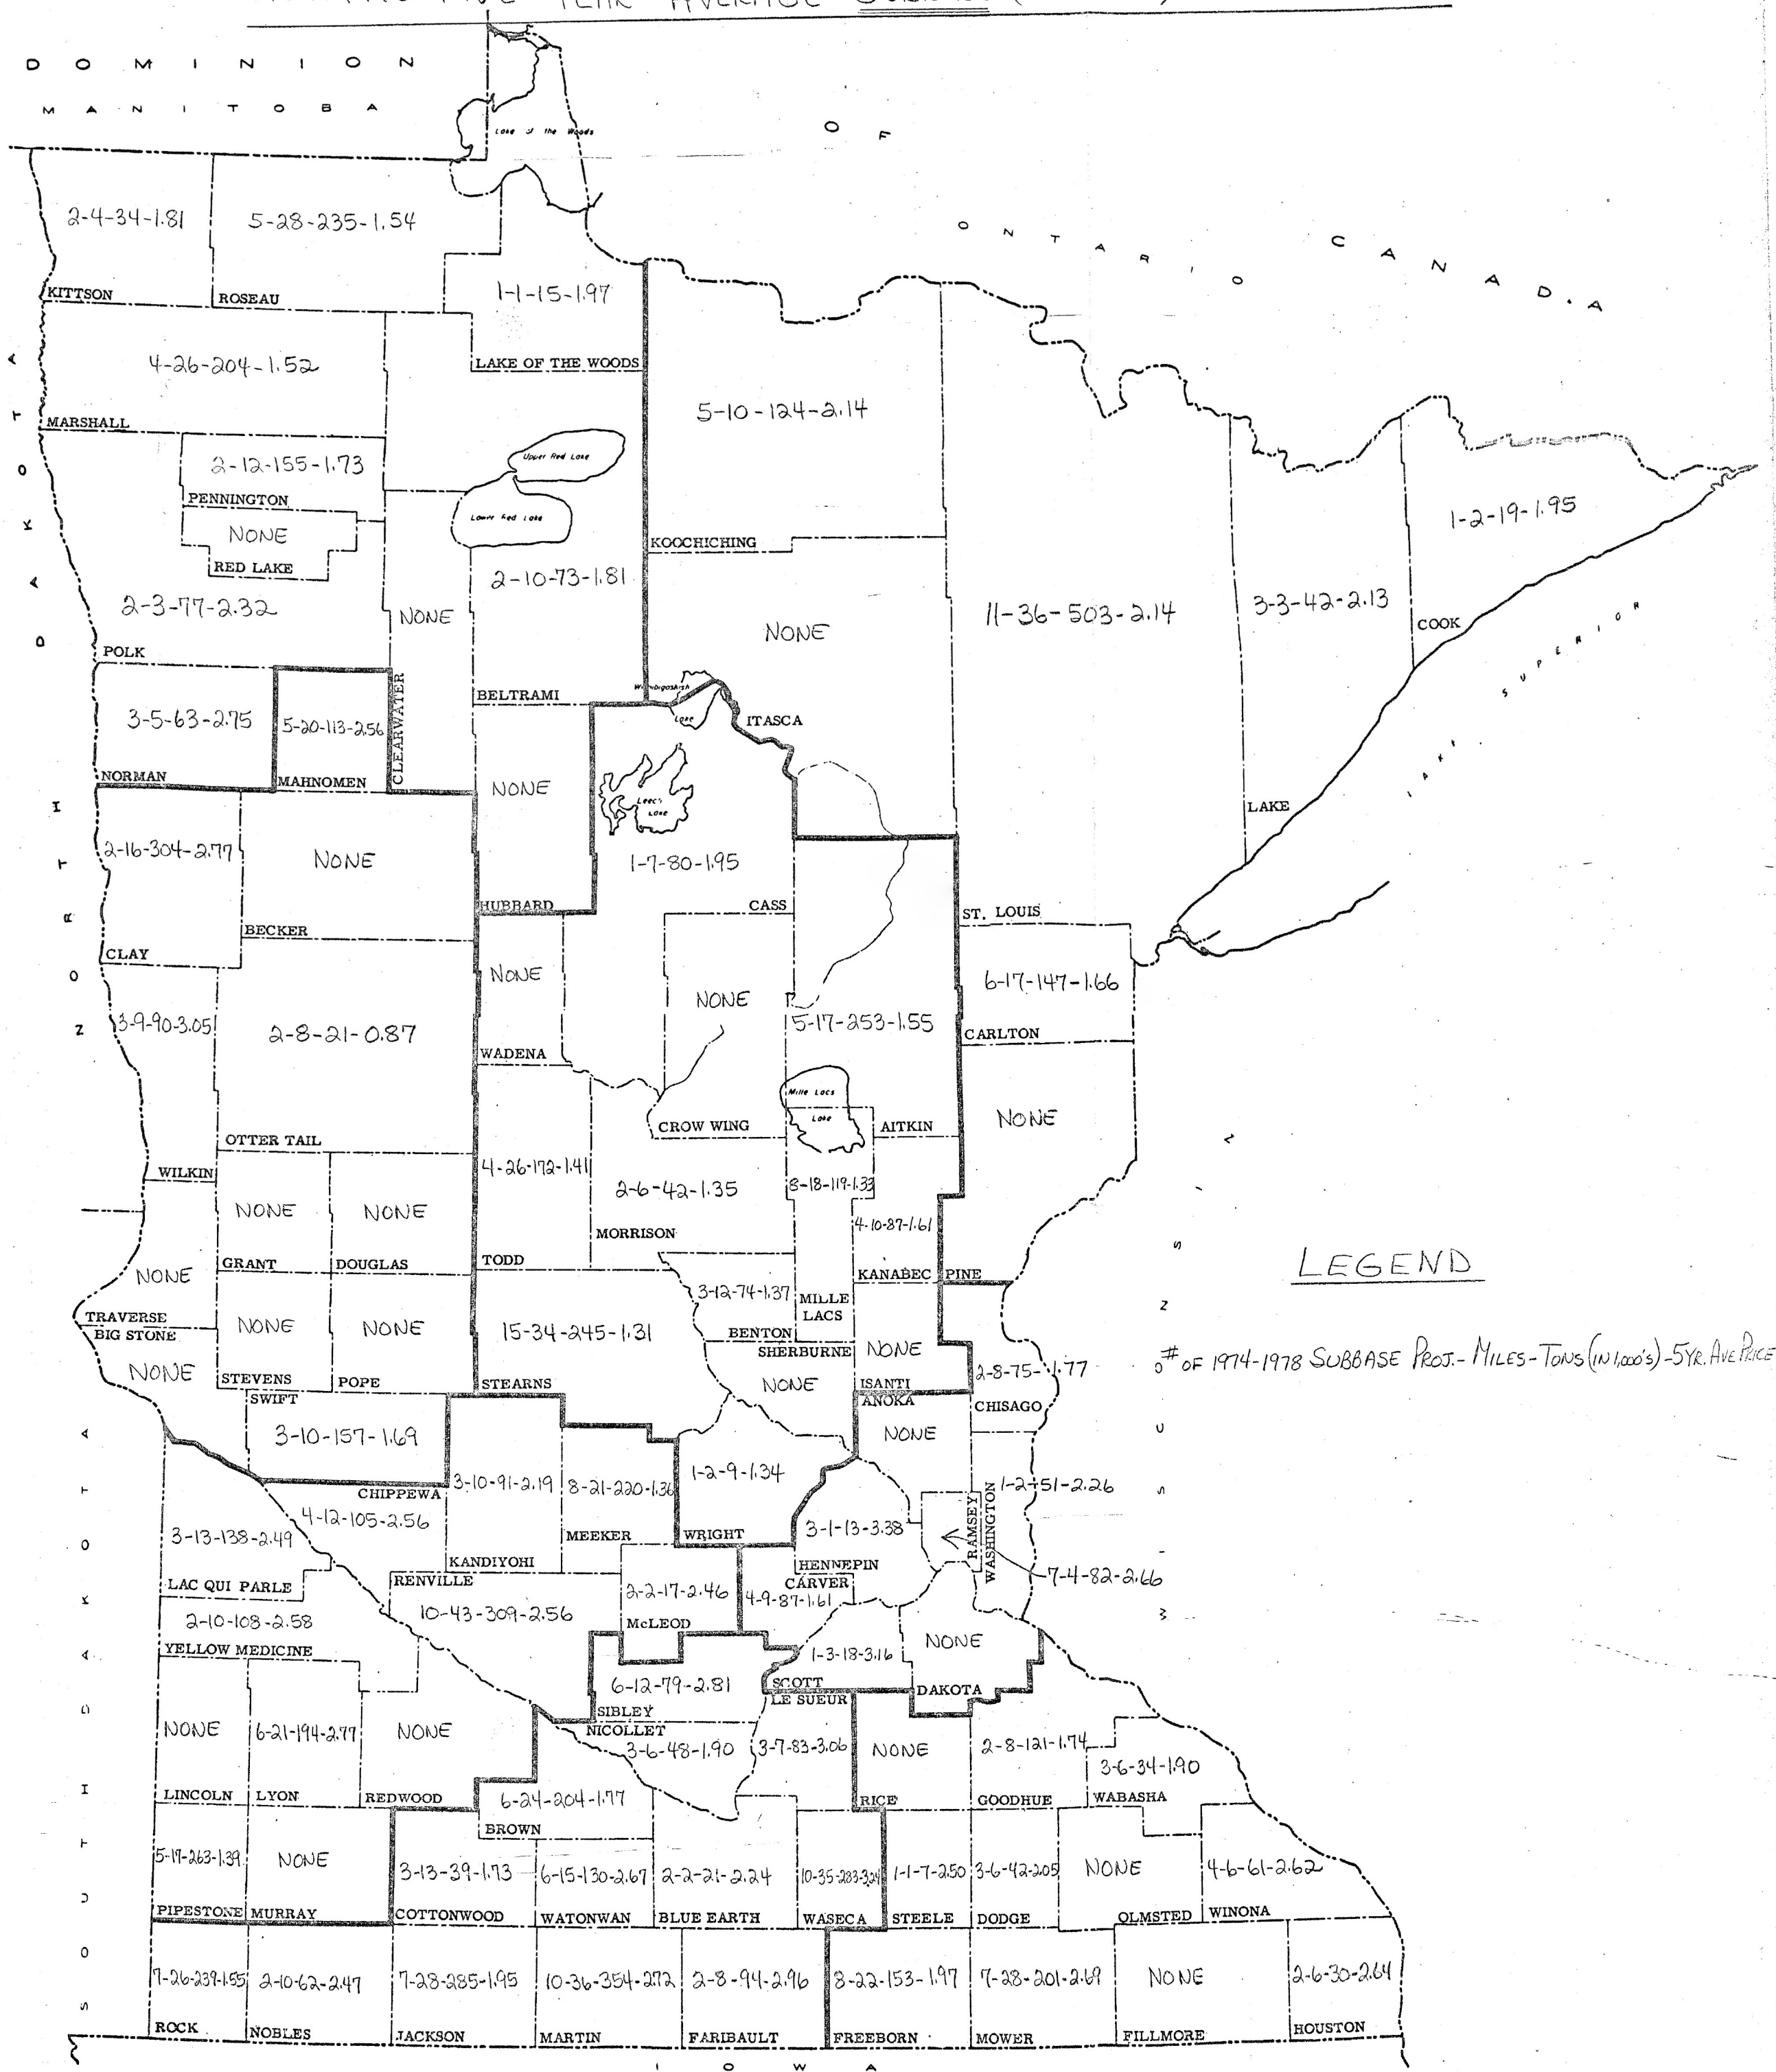 FIVE YEAR AVERAGE SUBBASE
DOMINION
MANITOBA
OF
ONTARIO CANADA
Lake of the Woods
2-4-34-1.81
KITTSON
5-28-235-1.54
ROSEAU
1-1-15-1.97
LAKE OF THE WOODS
4-26-204-1.52
MARSHALL
5-10-124-2.14
KOOCHICHING
Upper Red Lake
Lower Red Lake
2-12-155-1.73
PENNINGTON
NONE
RED LAKE
2-3-77-2.32
POLK
NONE
CLEARWATER
2-10-73-1.81
BELTRAMI
NONE
ITASCA
11-36-503-2.14
ST. LOUIS
3-3-42-2.13
LAKE
1-2-19-1.95
COOK
LAKE SUPERIOR
3-5-63-2.75
NORMAN
5-20-113-2.56
MAHNOMEN
NONE
HUBBARD
Lake
Leech
Lake
1-7-80-1.95
CASS
2-16-304-2.77
CLAY
NONE
BECKER
NONE
WADENA
NONE
CROW WING
5-17-253-1.55
AITKIN
6-17-147-1.66
CARLTON
3-9-90-3.05
WILKIN
2-8-21-0.87
OTTER TAIL
Mille Lacs
Lake
NONE
PINE
4-26-172-1.41
TODD
2-6-42-1.35
MORRISON
8-18-119-1.33
MILLE
LACS
4-10-87-1.61
KANABEC
NONE
GRANT
NONE
DOUGLAS
NONE
TRAVERSE
BIG STONE
NONE
NONE
STEVENS
NONE
POPE
15-34-245-1.31
STEARNS
3-12-74-1.37
BENTON
SHERBURNE
NONE
NONE
ISANTI
2-8-75-1.77
CHISAGO
LEGEND
# OF 1974-1978 SUBBASE PROJ.- MILES - TONS (IN 1,000's) - 5 YR. AVE PRICE
SWIFT
3-10-157-1.69
ANOKA
NONE
CHIPPEWA
4-12-105-2.56
3-10-91-2.19
KANDIYOHI
8-21-220-1.36
MEEKER
1-2-9-1.34
WRIGHT
3-1-13-3.38
HENNEPIN
RAMSEY
WASHINGTON
1-2-51-2.26
7-4-82-2.66
3-13-138-2.49
LAC QUI PARLE
2-10-108-2.58
YELLOW MEDICINE
RENVILLE
10-43-309-2.56
2-2-17-2.46
McLEOD
CARVER
4-9-87-1.61
1-3-18-3.16
SCOTT
NONE
DAKOTA
6-12-79-2.81
SIBLEY
NICOLLET
3-6-48-1.90
LE SUEUR
3-7-83-3.06
NONE
RICE
2-8-121-1.74
GOODHUE
3-6-34-1.90
WABASHA
NONE
LINCOLN
6-21-194-2.77
LYON
NONE
REDWOOD
6-24-204-1.77
BROWN
5-17-263-1.39
PIPESTONE
NONE
MURRAY
3-13-39-1.73
COTTONWOOD
6-15-130-2.67
WATONWAN
2-2-21-2.24
BLUE EARTH
10-35-283-3.24
WASECA
1-1-7-2.50
STEELE
3-6-42-2.05
DODGE
NONE
OLMSTED
4-6-61-2.62
WINONA
7-26-239-1.55
ROCK
2-10-62-2.47
NOBLES
7-28-285-1.95
JACKSON
10-36-354-2.72
MARTIN
2-8-94-2.96
FARIBAULT
8-22-153-1.97
FREEBORN
7-28-201-2.69
MOWER
NONE
FILLMORE
2-6-30-2.64
HOUSTON
NORTH DAKOTA
SOUTH DAKOTA
WISCONSIN
IOWA